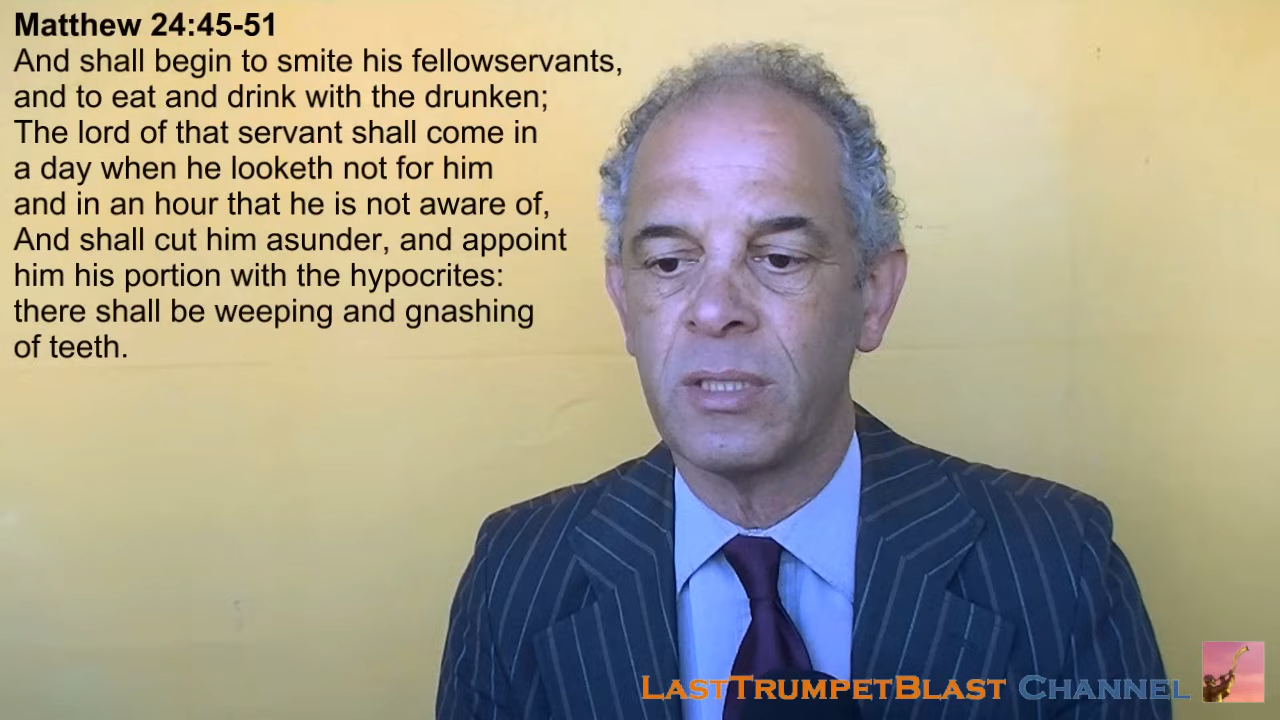 Matthew 24:45-51
And shall begin to smite his fellowservants,
and to eat and drink with the drunken;
The lord of that servant shall come in
a day when he looketh not for him
and in an hour that he is not aware of,
And shall cut him asunder, and appoint
him his portion with the hypocrites:
there shall be weeping and gnashing
of teeth.
LastTrumpetBlast Channel